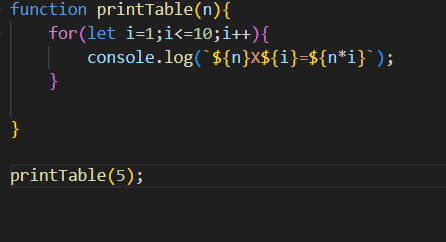 function printTable(n){
    for(let i=1;i<=10;i++){
        console.log(`${n}X${i}=${n*i}`);
    }
}
printTable(5);